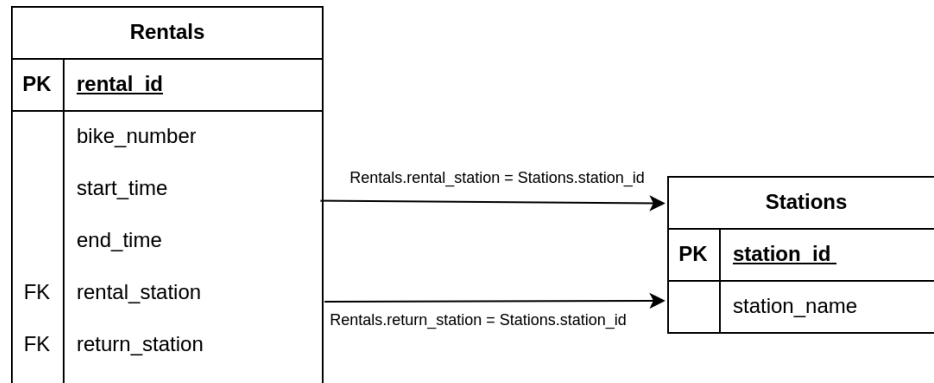 Rentals
PK rental_id
bike_number
start_time
end_time
FK rental_station
FK return_station
Rentals.rental_station = Stations.station_id
Rentals.return_station = Stations.station_id
Stations
PK station_id
station_name